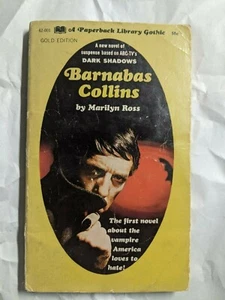 A Paperback Library Gothic
GOLD EDITION
A new novel of
suspense based on ABC-TV's
DARK SHADOWS
Barnabas
Collins
by Marilyn Ross
The first novel
about the
vampire
America
loves to
hate!